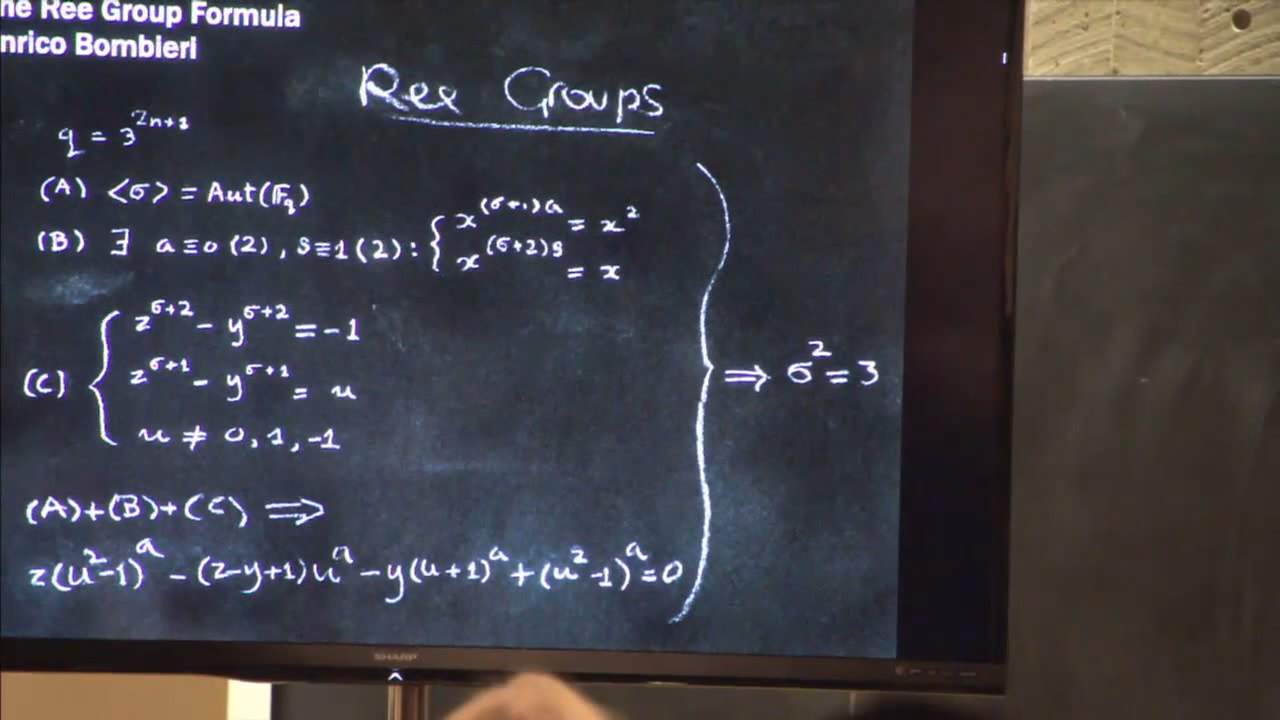 he Ree Group Formula
nrico Bombieri
Ree Groups
q = 3^{2n+1}
(A) <σ> = Aut(𝔽_q)
(B) ∃ a ≡ 0 (2), s ≡ 1 (2) : { x^{(σ+1)a} = x^2
x^{(σ+2)s} = x
(C) { z^{σ+2} - y^{σ+2} = -1
z^{σ+1} - y^{σ+1} = u
u ≠ 0, 1, -1
⟹ σ^2 = 3
(A)+(B)+(C) ⟹
z(u^2-1)^a - (z-y+1)u^a - y(u+1)^a + (u^2-1)^a = 0
SHARP